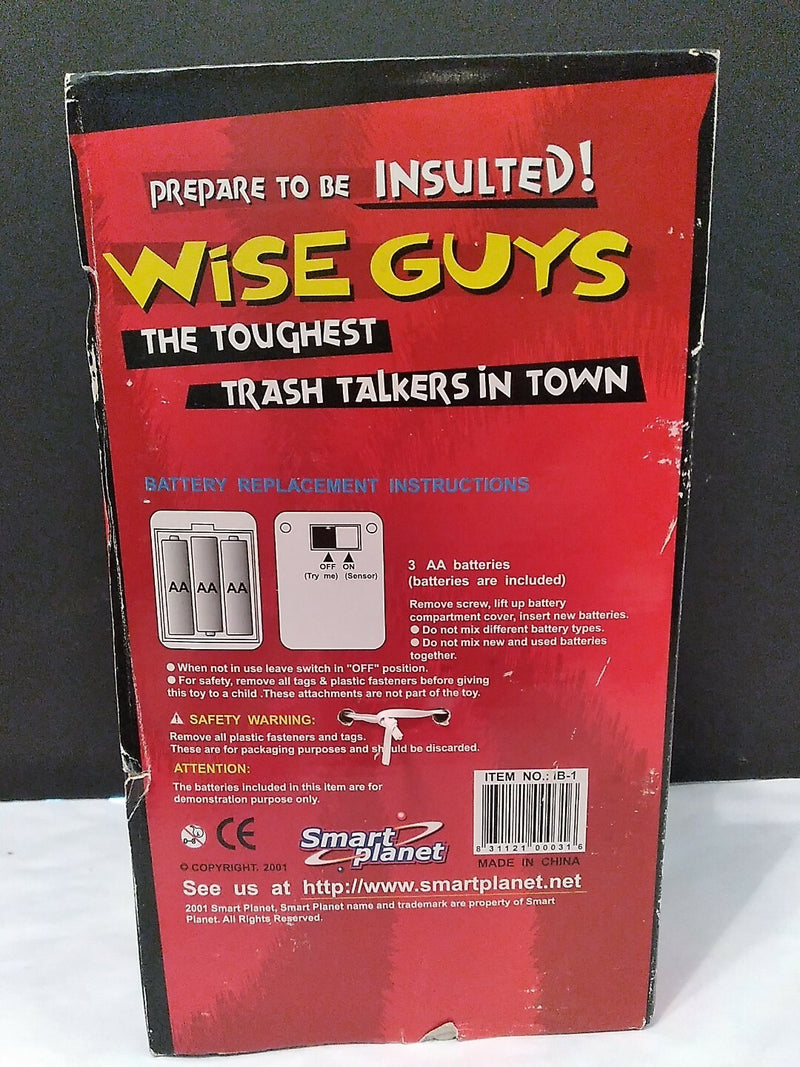 PREPARE TO BE INSULTED!
WiSE GUYS
THE TOUGHEST
TRASH TALKERS iN TOWN
BATTERY REPLACEMENT INSTRUCTIONS
AA AA AA
OFF ON
(Try me) (Sensor)
3 AA batteries
(batteries are included)
Remove screw, lift up battery
compartment cover, insert new batteries.
● Do not mix different battery types.
● Do not mix new and used batteries
together.
● When not in use leave switch in "OFF" position.
● For safety, remove all tags & plastic fasteners before giving
this toy to a child .These attachments are not part of the toy.
⚠ SAFETY WARNING:
Remove all plastic fasteners and tags.
These are for packaging purposes and should be discarded.
ATTENTION:
The batteries included in this item are for
demonstration purpose only.
ITEM NO.: iB-1
8 31121 00031 6
MADE IN CHINA
CE
Smart
planet
© COPYRIGHT. 2001
See us at http://www.smartplanet.net
2001 Smart Planet, Smart Planet name and trademark are property of Smart
Planet. All Rights Reserved.